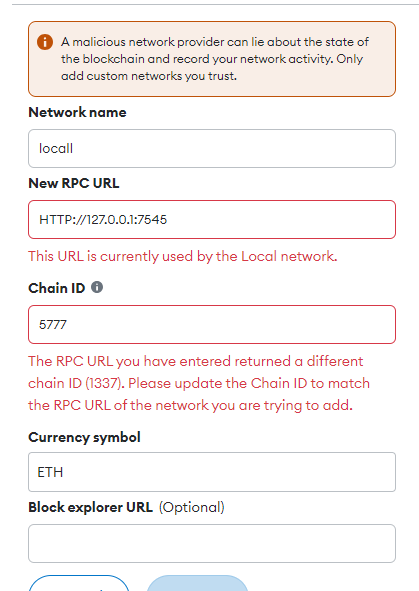 A malicious network provider can lie about the state of
the blockchain and record your network activity. Only
add custom networks you trust.
Network name
locall
New RPC URL
HTTP://127.0.0.1:7545
This URL is currently used by the Local network.
Chain ID
5777
The RPC URL you have entered returned a different
chain ID (1337). Please update the Chain ID to match
the RPC URL of the network you are trying to add.
Currency symbol
ETH
Block explorer URL (Optional)